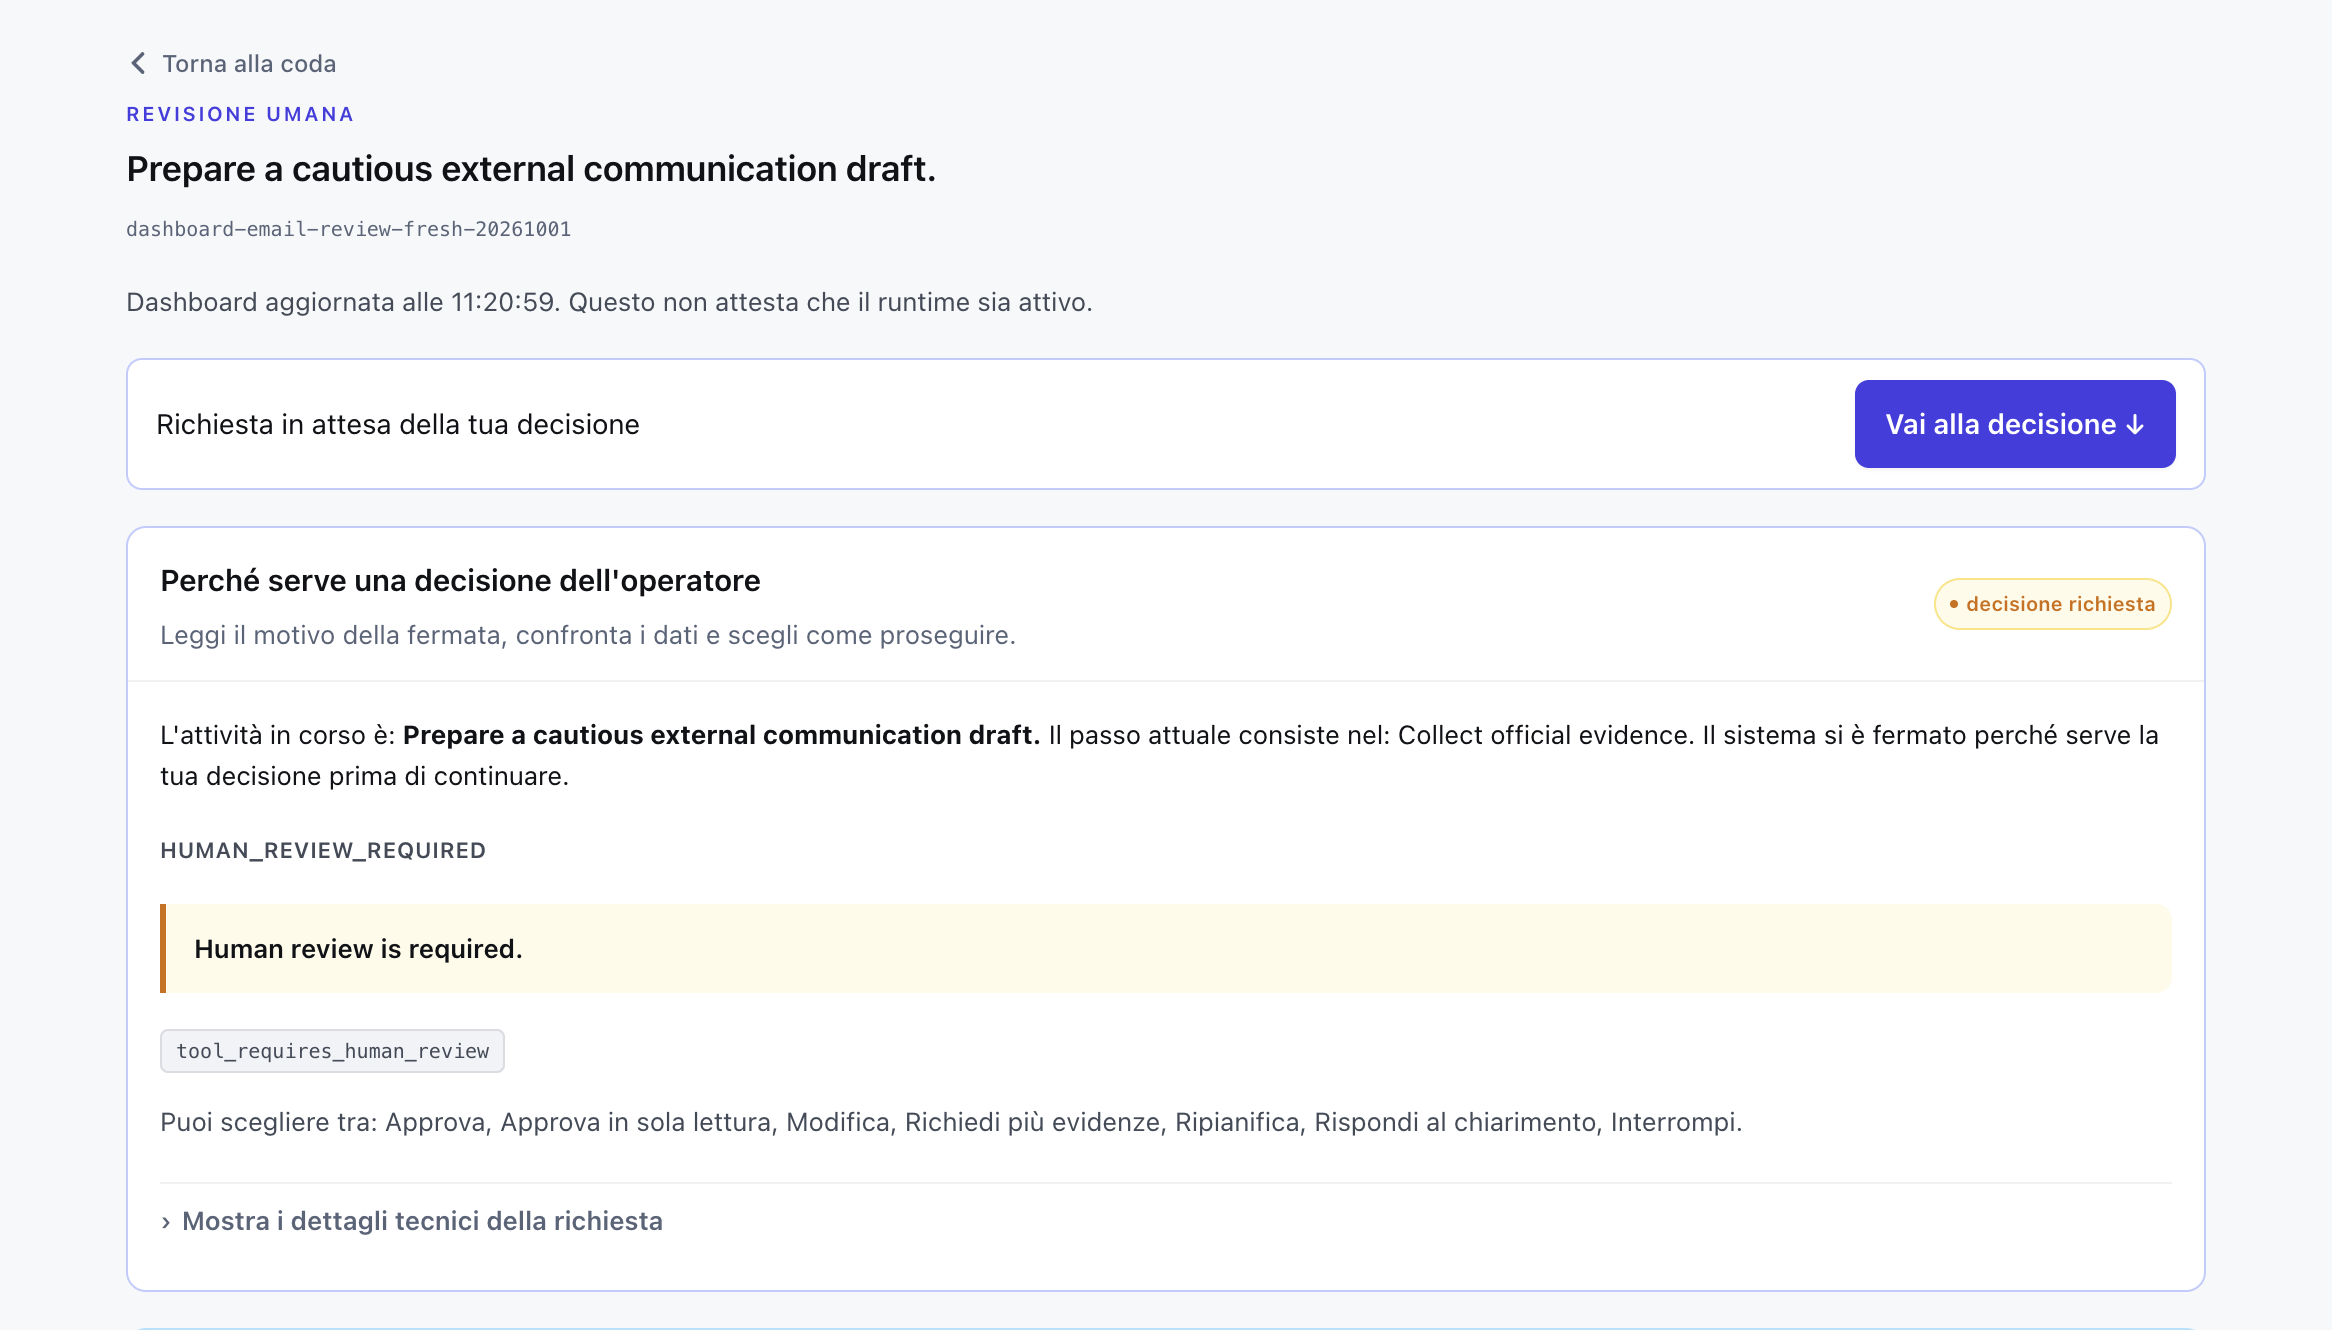 Torna alla coda
REVISIONE UMANA
Prepare a cautious external communication draft.
dashboard-email-review-fresh-20261001
Dashboard aggiornata alle 11:20:59. Questo non attesta che il runtime sia attivo.
Richiesta in attesa della tua decisione
Vai alla decisione ↓
Perché serve una decisione dell'operatore
Leggi il motivo della fermata, confronta i dati e scegli come proseguire.
• decisione richiesta
L'attività in corso è: Prepare a cautious external communication draft. Il passo attuale consiste nel: Collect official evidence. Il sistema si è fermato perché serve la
tua decisione prima di continuare.
HUMAN_REVIEW_REQUIRED
Human review is required.
tool_requires_human_review
Puoi scegliere tra: Approva, Approva in sola lettura, Modifica, Richiedi più evidenze, Ripianifica, Rispondi al chiarimento, Interrompi.
› Mostra i dettagli tecnici della richiesta